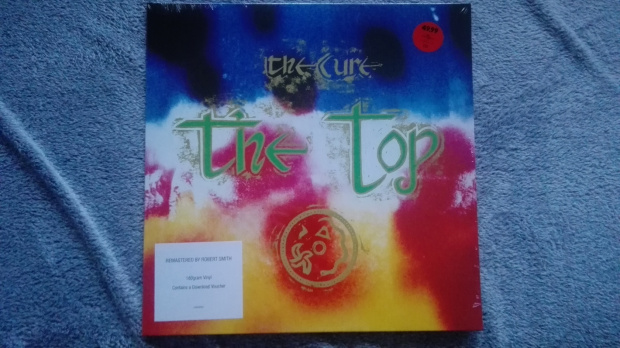 the Cure
the top
REMASTERED BY ROBERT SMITH
180gram Vinyl
Contains a Download Voucher